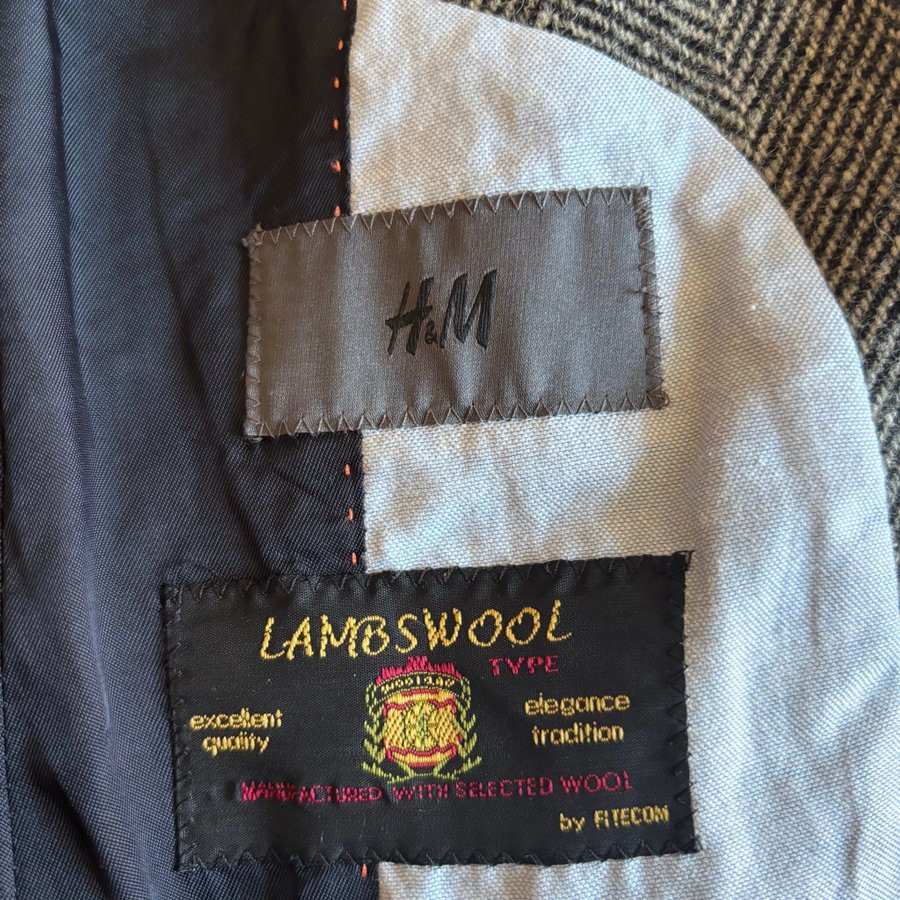 H&M
LAMBSWOOL
TYPE
excellent
quality
elegance
tradition
MANUFACTURED WITH SELECTED WOOL
by FITECOM